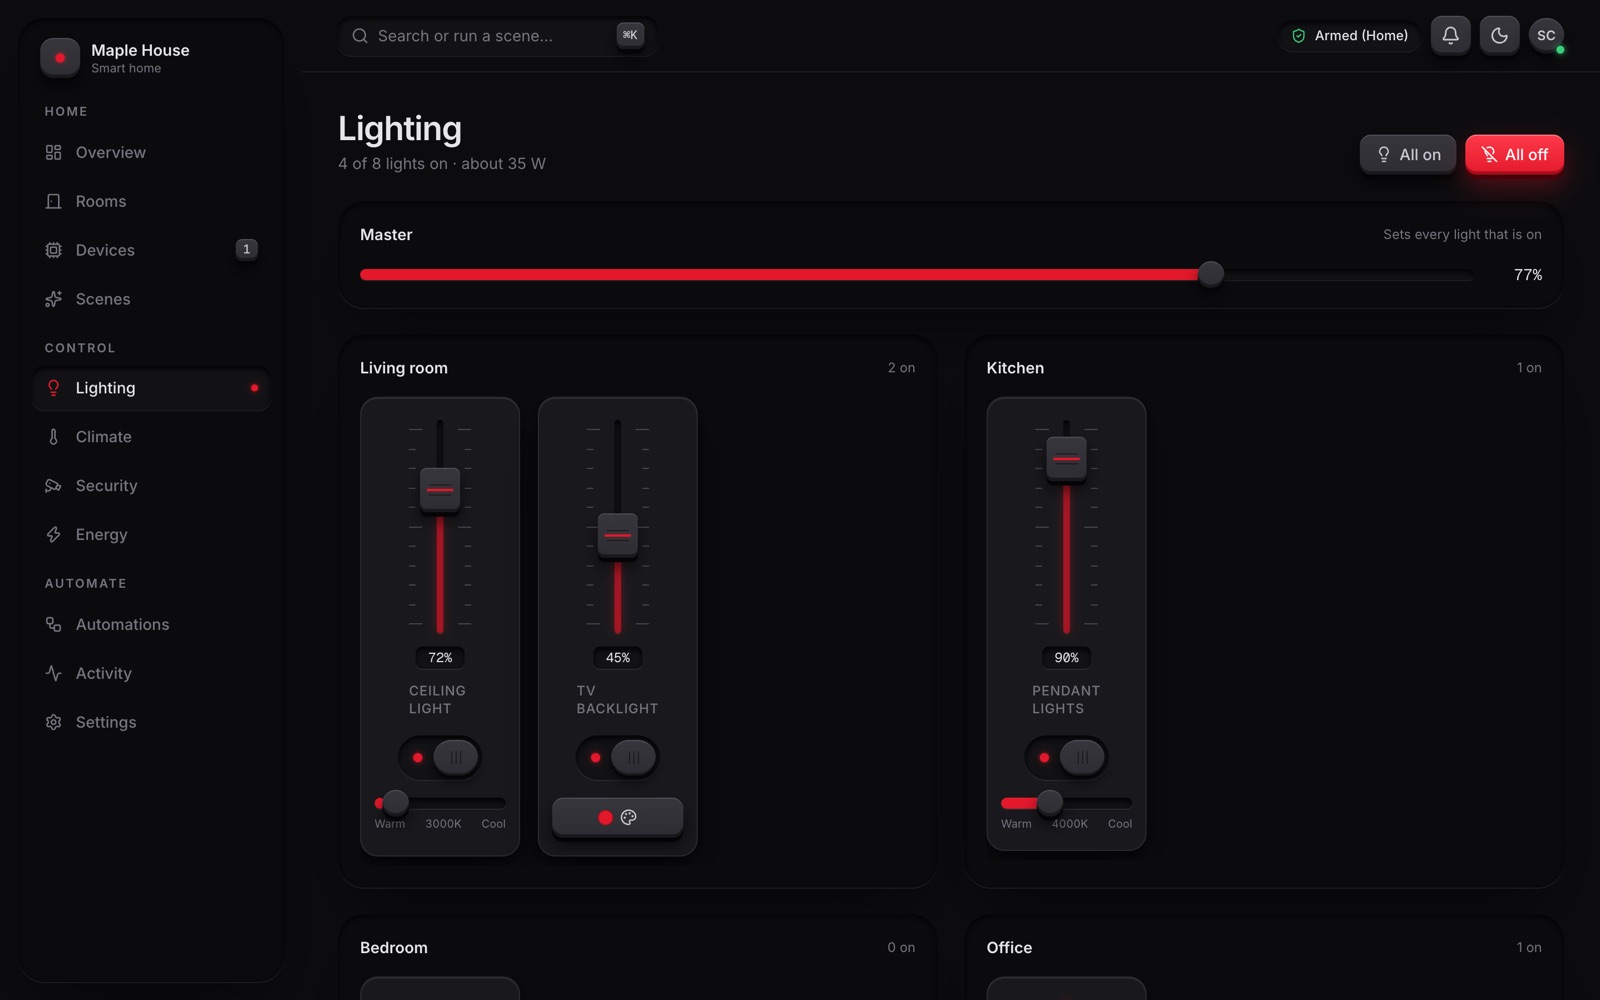 Maple House
Smart home
HOME
Overview
Rooms
Devices
1
Scenes
CONTROL
Lighting
Climate
Security
Energy
AUTOMATE
Automations
Activity
Settings
Search or run a scene...
⌘K
Armed (Home)
SC
Lighting
4 of 8 lights on · about 35 W
All on
All off
Master
Sets every light that is on
77%
Living room
2 on
72%
CEILING
LIGHT
Warm
3000K
Cool
45%
TV
BACKLIGHT
Kitchen
1 on
90%
PENDANT
LIGHTS
Warm
4000K
Cool
Bedroom
0 on
Office
1 on